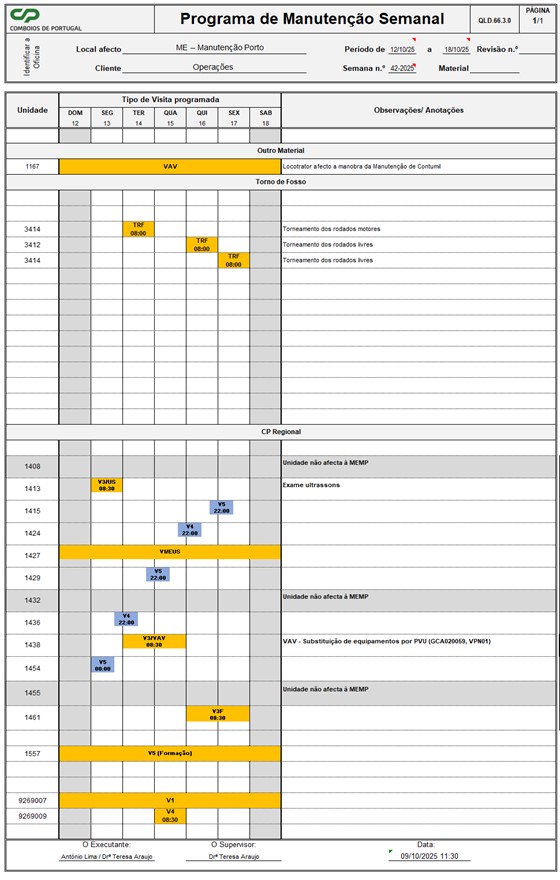 CP
COMBOIOS DE PORTUGAL
Programa de Manutenção Semanal
QLD.66.3.0
PÁGINA
1/1
Identificar a Oficina
Local afecto ME – Manutenção Porto
Periodo de 12/10/25 a 18/10/25 Revisão n.º
Cliente Operações
Semana n.º 42-2025 Material
Unidade
Tipo de Visita programada
Observações/ Anotações
DOM SEG TER QUA QUI SEX SAB
12 13 14 15 16 17 18
Outro Material
1167 VAV Locotrator afecto a manobra da Manutenção de Contumil
Torno de Fosso
3414 TRF 08:00 Torneamento dos rodados motores
3412 TRF 08:00 Torneamento dos rodados livres
3414 TRF 08:00 Torneamento dos rodados livres
CP Regional
1408 Unidade não afecta à MEMP
1413 V3/US 08:30 Exame ultrassons
1415 V5 22:00
1424 V4 22:00
1427 VMEUS
1429 V5 22:00
1432 Unidade não afecta à MEMP
1436 V4 22:00
1438 V3/VAV 08:30 VAV - Substituição de equipamentos por PVU (GCA020059, VPN01)
1454 V5 00:00
1455 Unidade não afecta à MEMP
1461 V3F 08:30
1557 V5 (Formação)
9269007 V1
9269009 V4 08:30
O Executante: O Supervisor: Data:
António Lima / Drª Teresa Araujo Drª Teresa Araujo 09/10/2025 11:30